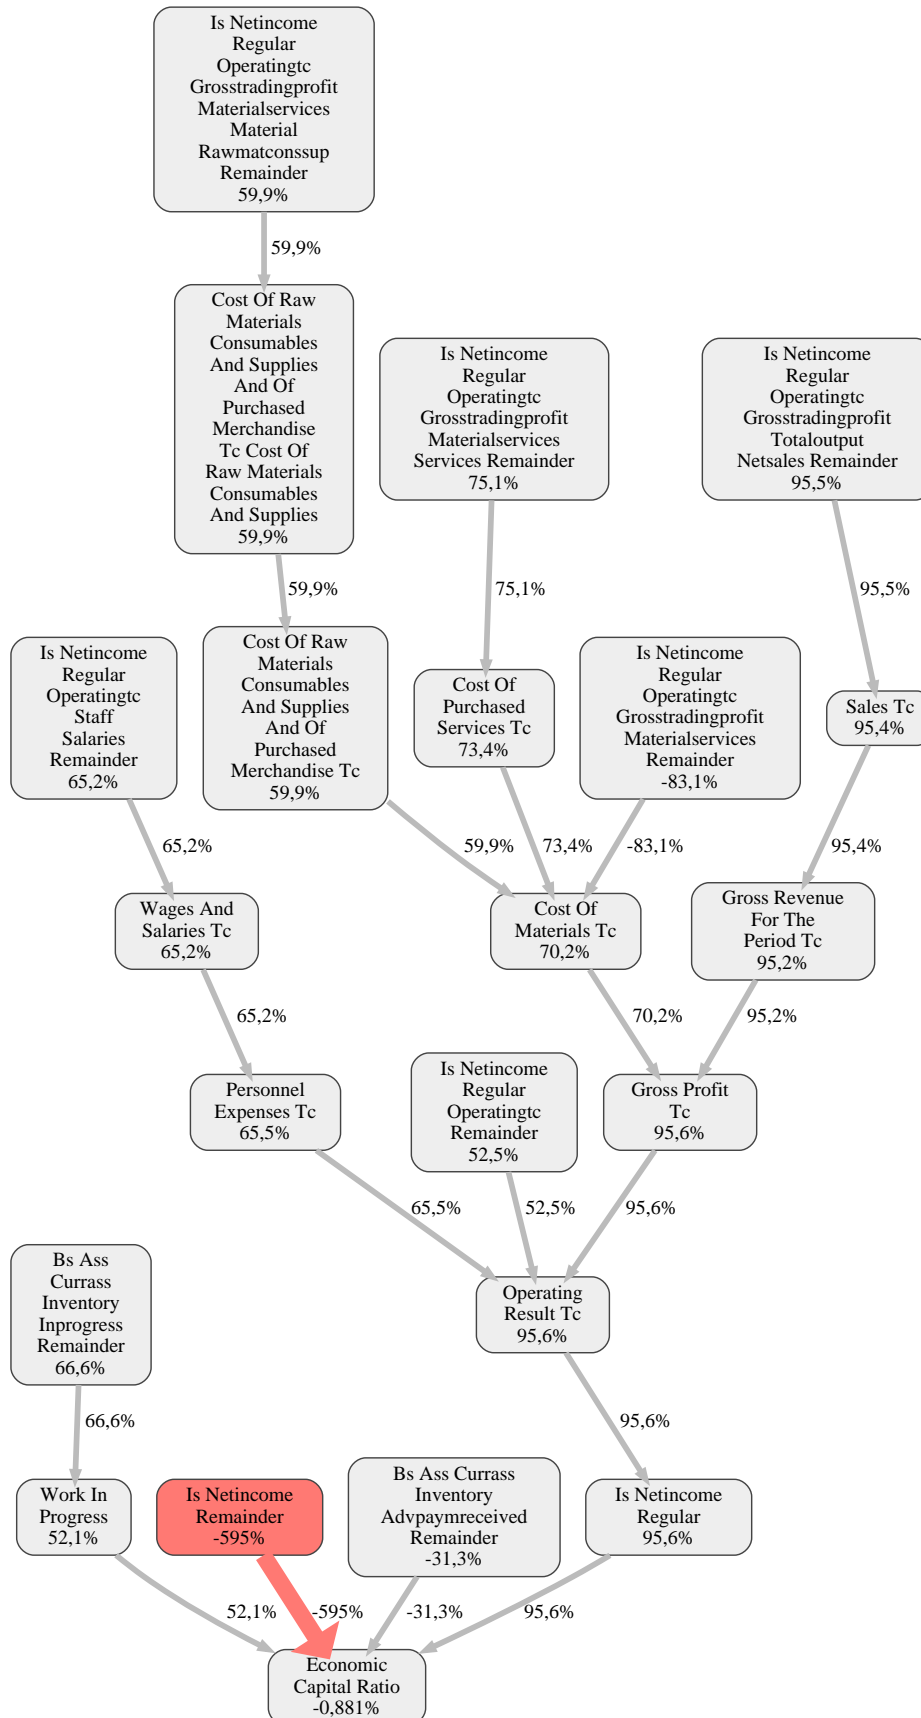 Is Netincome
Regular
Operatingtc
Grosstradingprofit
Materialservices
Material
Rawmatconssup
Remainder
59,9%
59,9%
Cost Of Raw
Materials
Consumables
And Supplies
And Of
Purchased
Merchandise
Tc Cost Of
Raw Materials
Consumables
And Supplies
59,9%
Is Netincome
Regular
Operatingtc
Grosstradingprofit
Materialservices
Services Remainder
75,1%
Is Netincome
Regular
Operatingtc
Grosstradingprofit
Totaloutput
Netsales Remainder
95,5%
59,9%
75,1%
95,5%
Is Netincome
Regular
Operatingtc
Staff
Salaries
Remainder
65,2%
Cost Of Raw
Materials
Consumables
And Supplies
And Of
Purchased
Merchandise Tc
59,9%
Cost Of
Purchased
Services Tc
73,4%
Is Netincome
Regular
Operatingtc
Grosstradingprofit
Materialservices
Remainder
-83,1%
Sales Tc
95,4%
65,2%
59,9%
73,4%
-83,1%
95,4%
Wages And
Salaries Tc
65,2%
Cost Of
Materials Tc
70,2%
Gross Revenue
For The
Period Tc
95,2%
65,2%
70,2%
95,2%
Personnel
Expenses Tc
65,5%
Is Netincome
Regular
Operatingtc
Remainder
52,5%
Gross Profit
Tc
95,6%
65,5%
52,5%
95,6%
Bs Ass
Currass
Inventory
Inprogress
Remainder
66,6%
Operating
Result Tc
95,6%
66,6%
95,6%
Work In
Progress
52,1%
Is Netincome
Remainder
-595%
Bs Ass Currass
Inventory
Advpaymreceived
Remainder
-31,3%
Is Netincome
Regular
95,6%
52,1%
-595%
-31,3%
95,6%
Economic
Capital Ratio
-0,881%